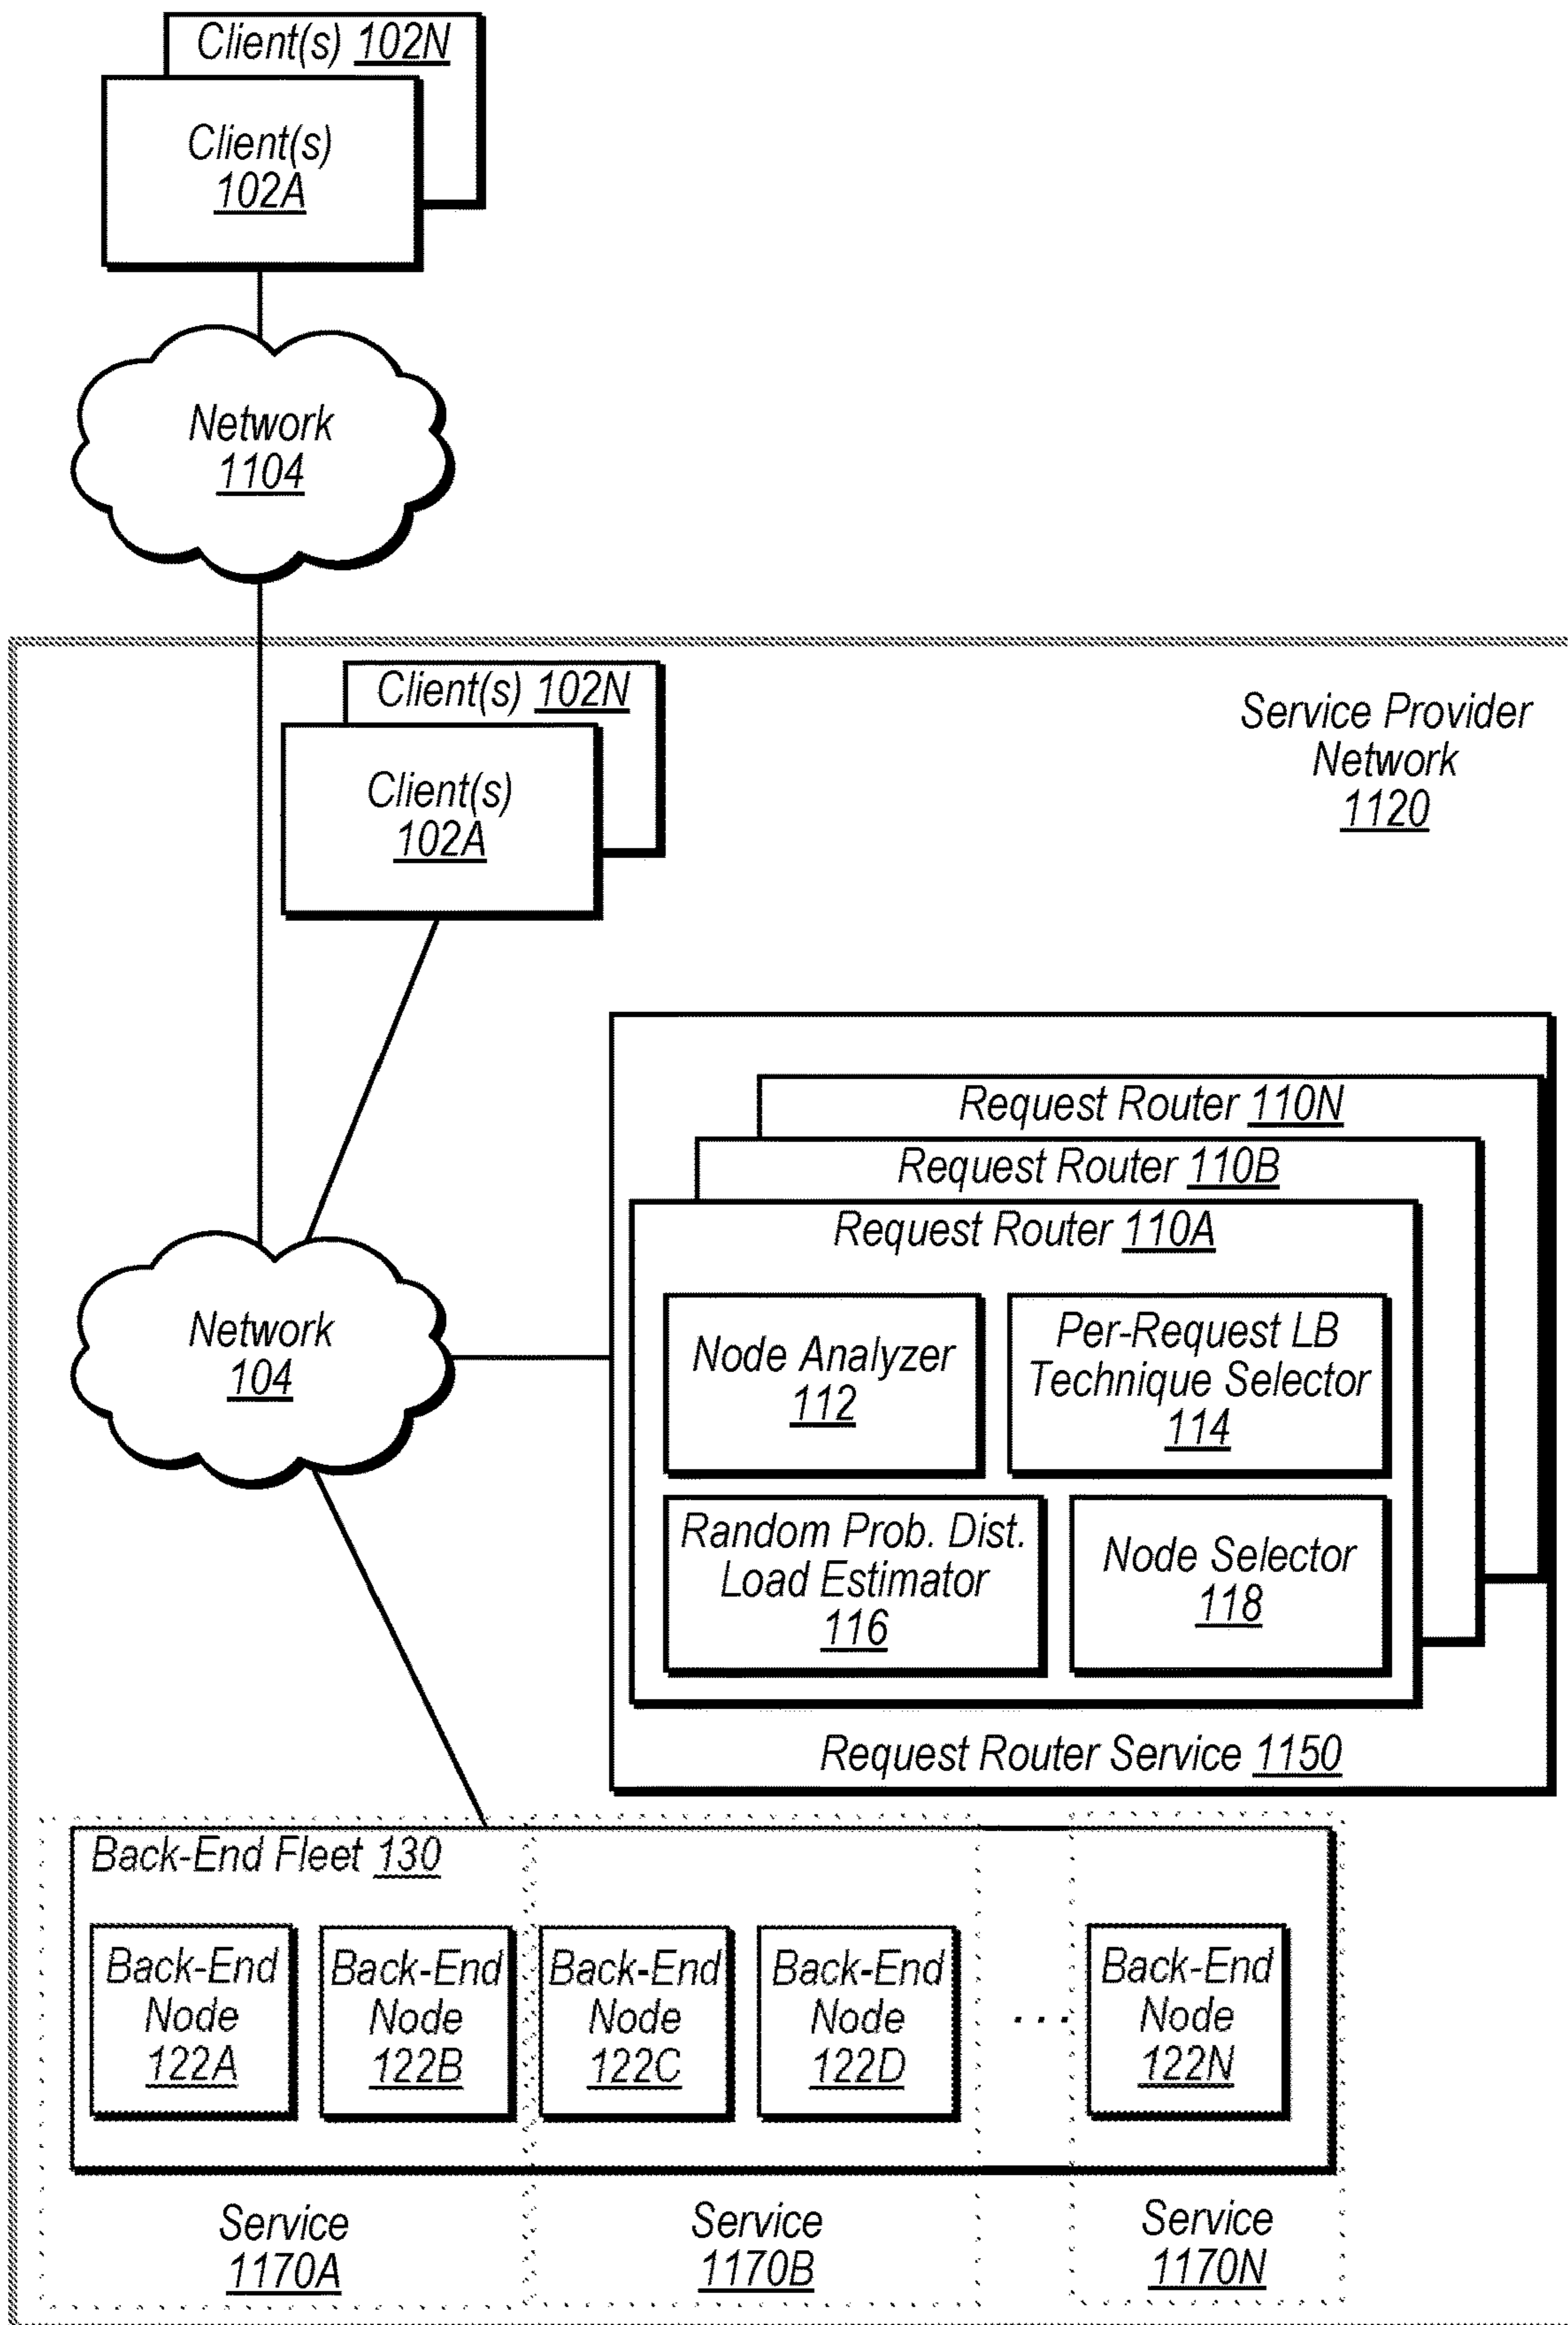 Client(s) 102N
Client(s)
102A
Network
1104
Client(s) 102N
Client(s)
102A
Service Provider
Network
1120
Request Router 110N
Request Router 110B
Request Router 110A
Node Analyzer
112
Per-Request LB
Technique Selector
114
Random Prob. Dist.
Load Estimator
116
Node Selector
118
Request Router Service 1150
Network
104
Back-End Fleet 130
Back-End
Node
122A
Back-End
Node
122B
Back-End
Node
122C
Back-End
Node
122D
...
Back-End
Node
122N
Service
1170A
Service
1170B
Service
1170N